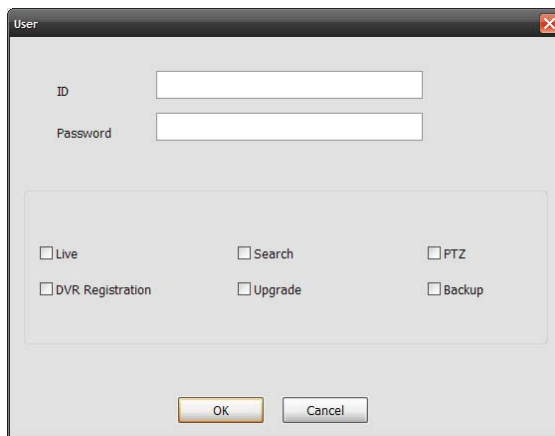 User
ID
Password
Live Search PTZ
DVR Registration Upgrade Backup
OK Cancel